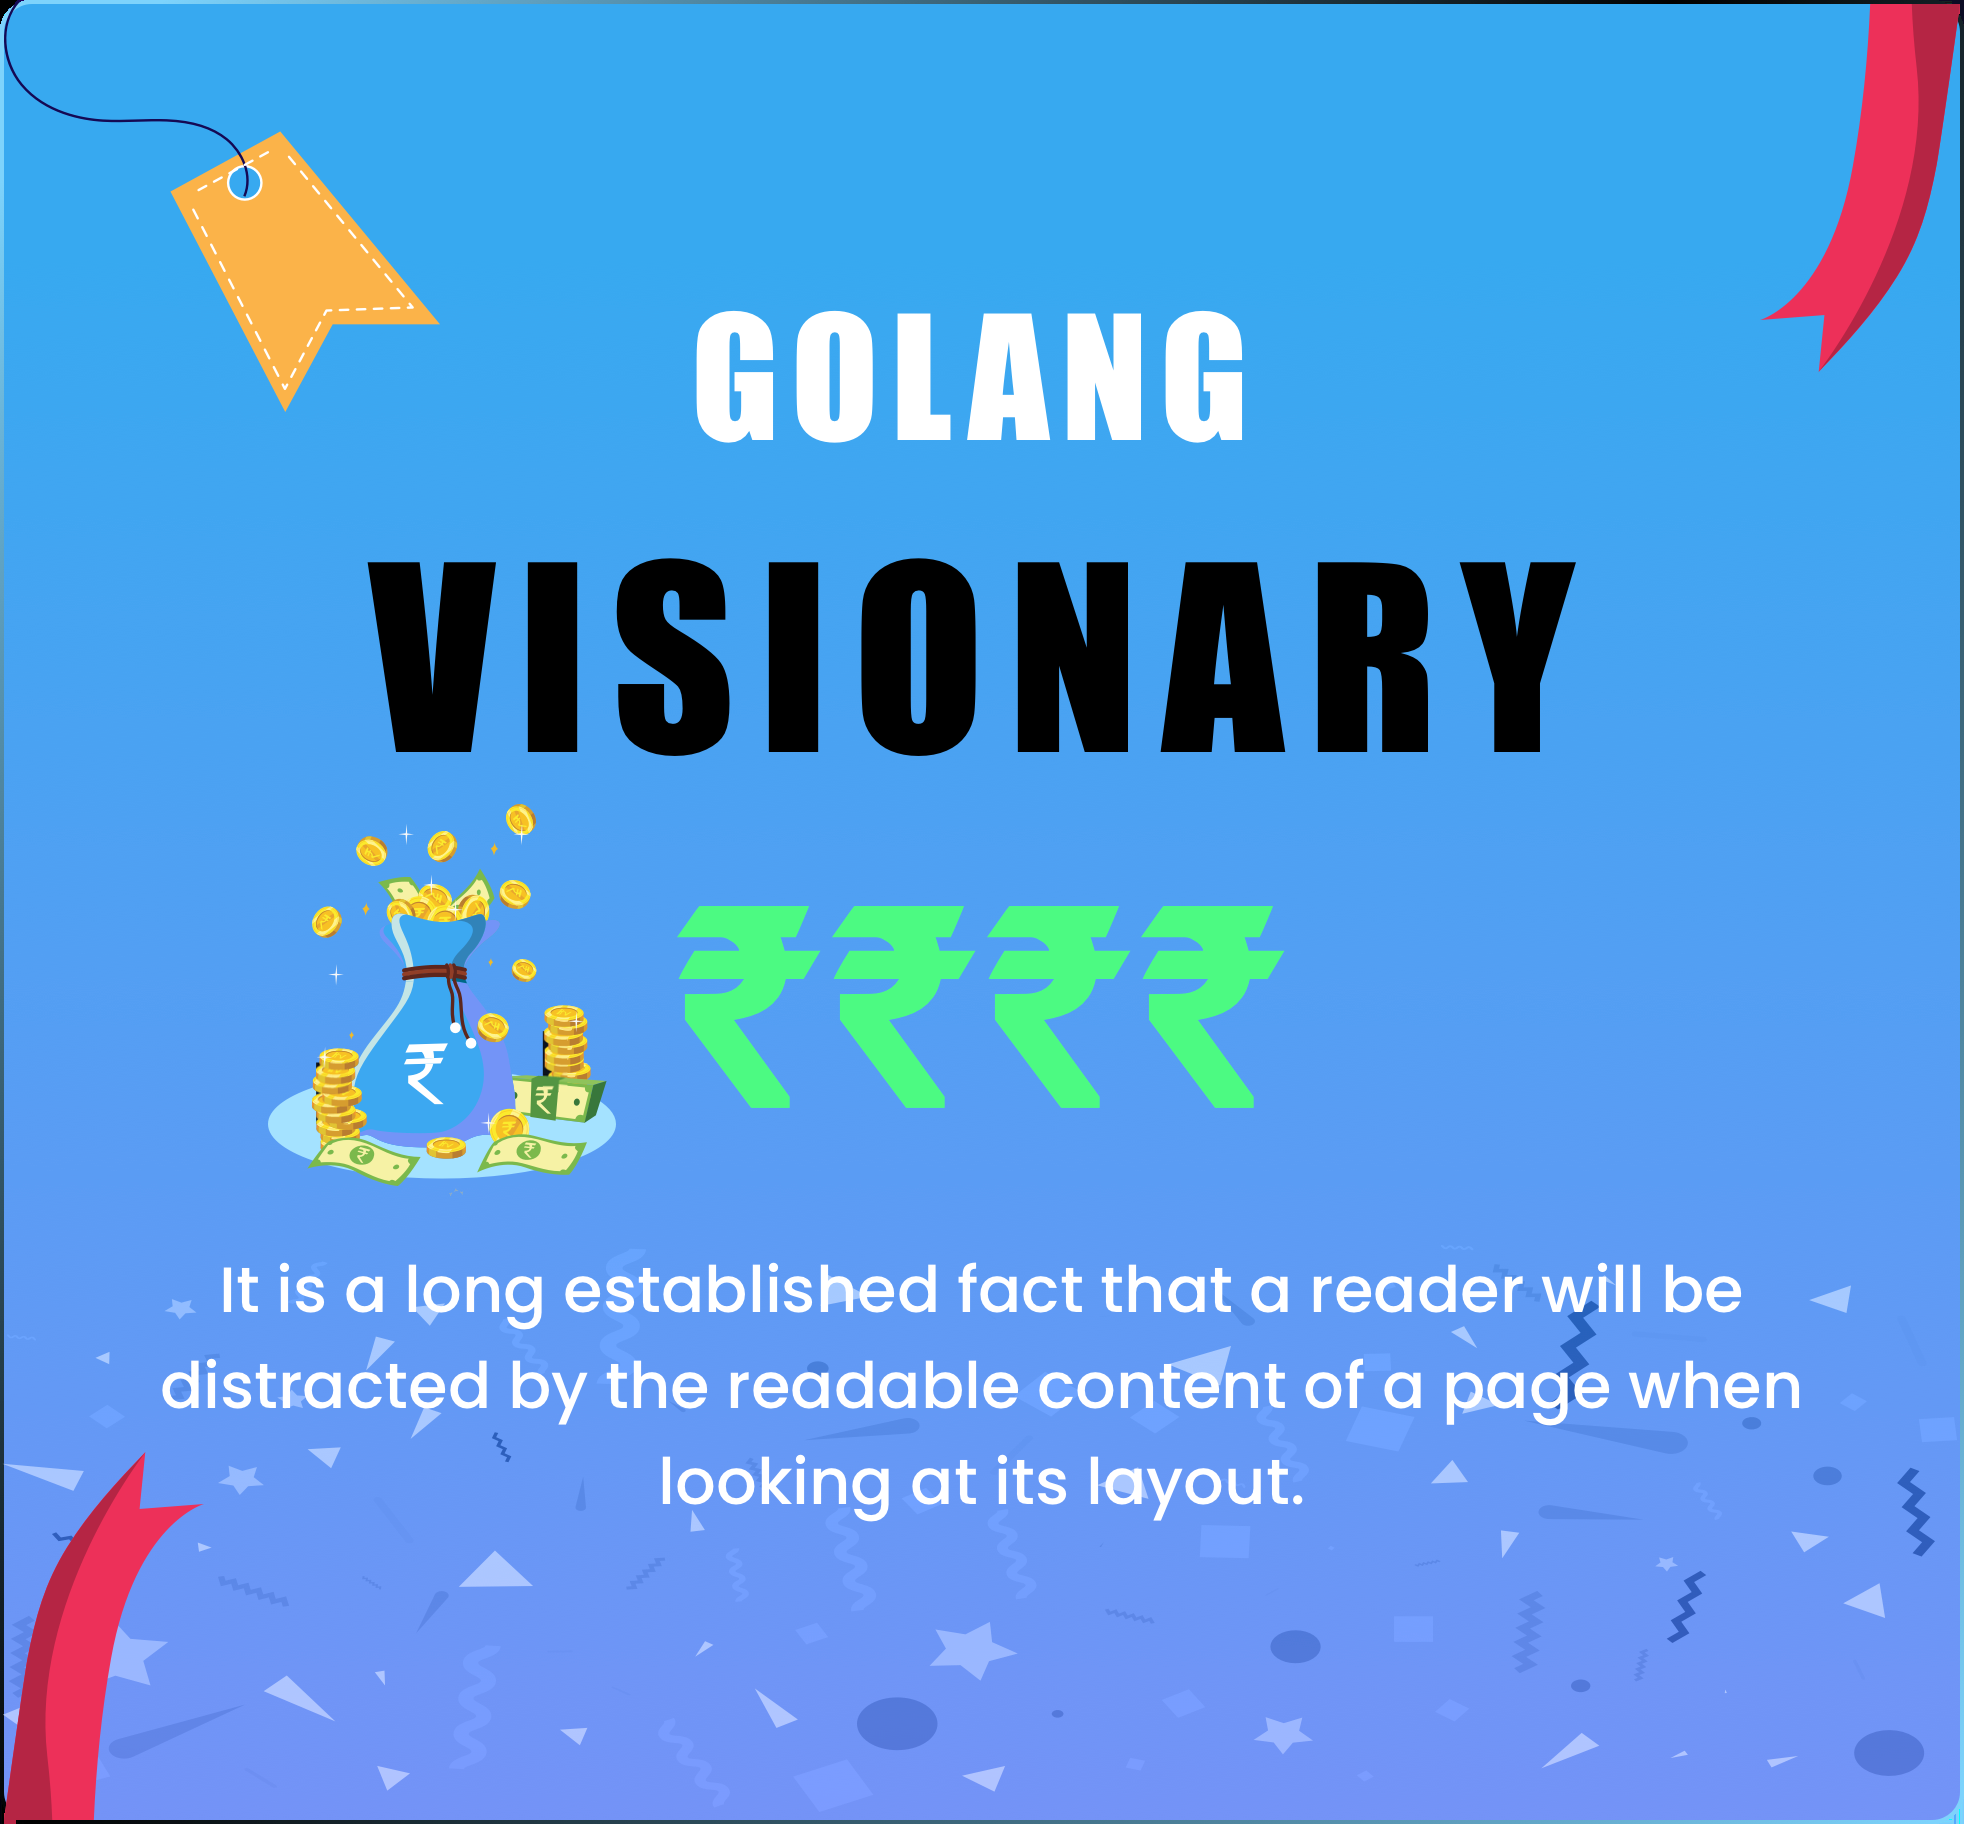 GOLANG
VISIONARY
₹₹₹₹
₹
It is a long established fact that a reader will be
distracted by the readable content of a page when
looking at its layout.